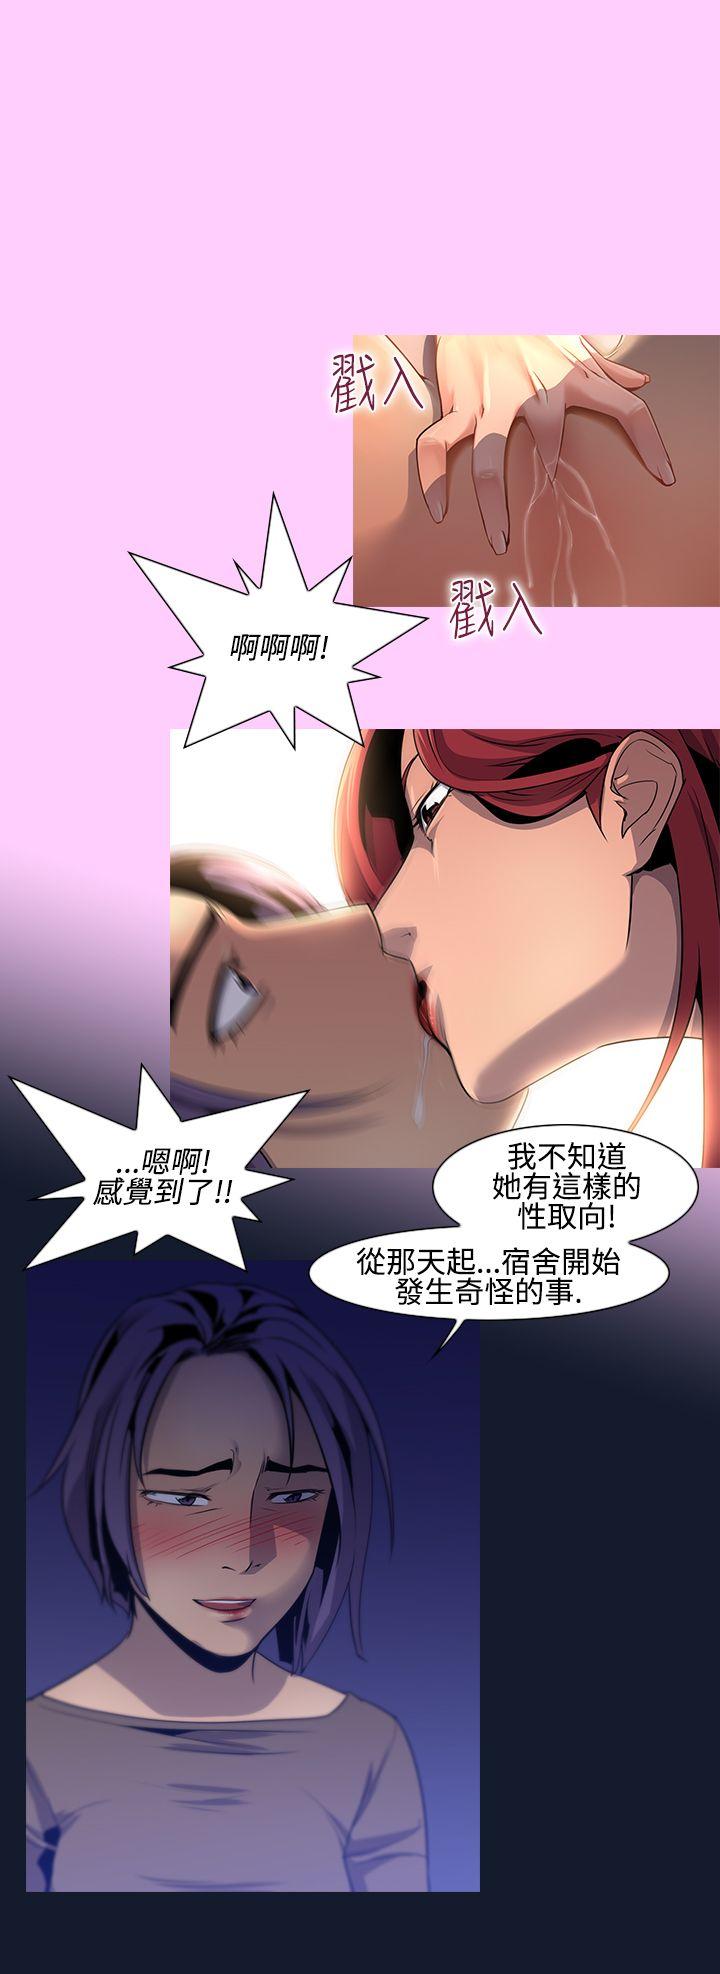 戳入
戳入
啊啊啊!
...嗯啊!
感覺到了!!
我不知道
她有這樣的
性取向!
從那天起...宿舍開始
發生奇怪的事.